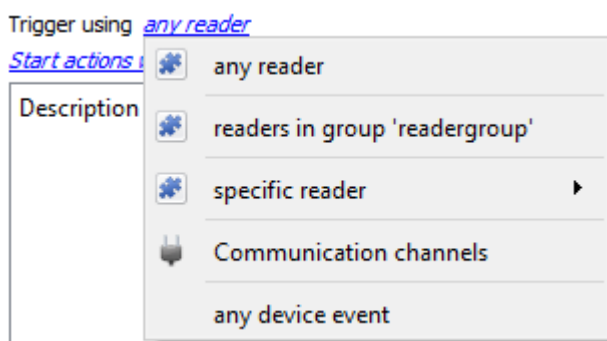 Trigger using any reader
Start actions
any reader
Description
readers in group 'readergroup'
specific reader
Communication channels
any device event